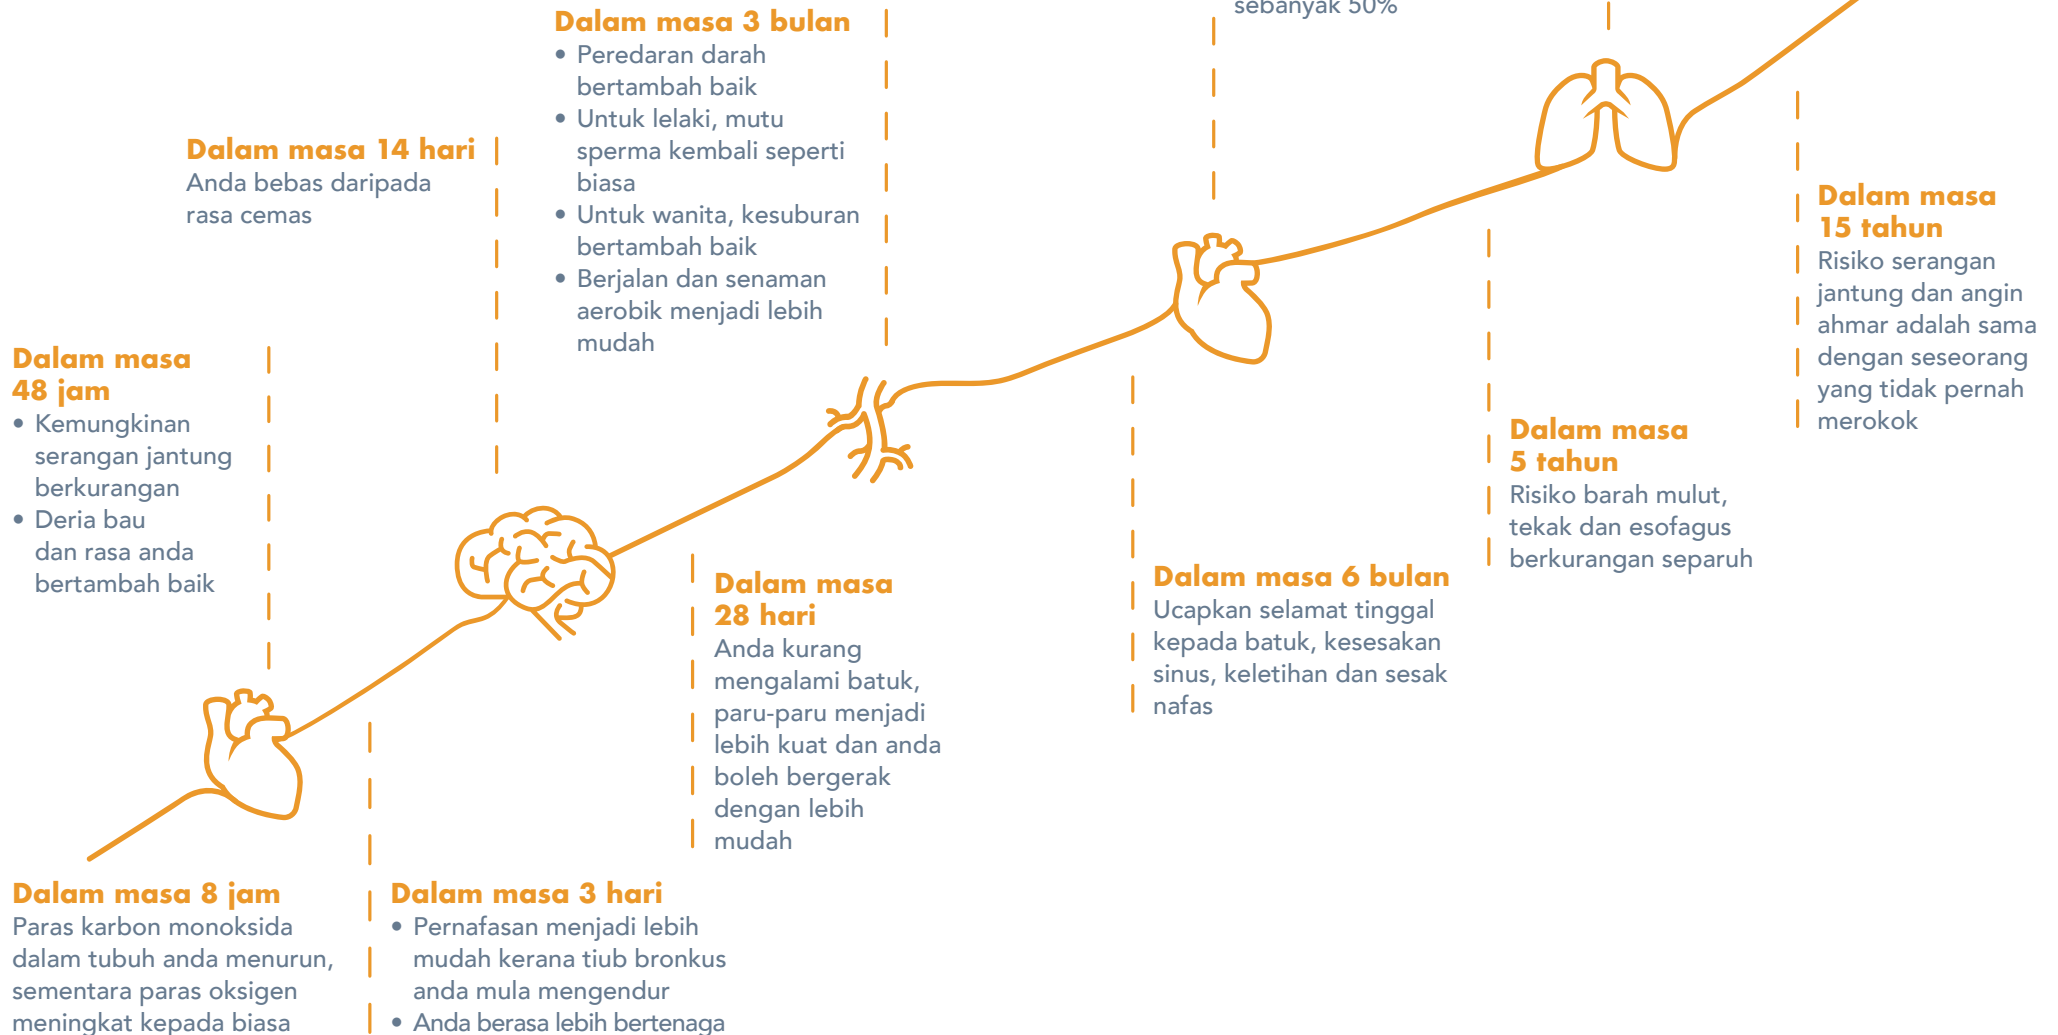 sebanyak 50%
Dalam masa 3 bulan
• Peredaran darah
bertambah baik
• Untuk lelaki, mutu
sperma kembali seperti
biasa
• Untuk wanita, kesuburan
bertambah baik
• Berjalan dan senaman
aerobik menjadi lebih
mudah
Dalam masa 14 hari
Anda bebas daripada
rasa cemas
Dalam masa
15 tahun
Risiko serangan
jantung dan angin
ahmar adalah sama
dengan seseorang
yang tidak pernah
merokok
Dalam masa
48 jam
• Kemungkinan
serangan jantung
berkurangan
• Deria bau
dan rasa anda
bertambah baik
Dalam masa
5 tahun
Risiko barah mulut,
tekak dan esofagus
berkurangan separuh
Dalam masa 6 bulan
Ucapkan selamat tinggal
kepada batuk, kesesakan
sinus, keletihan dan sesak
nafas
Dalam masa
28 hari
Anda kurang
mengalami batuk,
paru-paru menjadi
lebih kuat dan anda
boleh bergerak
dengan lebih
mudah
Dalam masa 8 jam
Paras karbon monoksida
dalam tubuh anda menurun,
sementara paras oksigen
meningkat kepada biasa
Dalam masa 3 hari
• Pernafasan menjadi lebih
mudah kerana tiub bronkus
anda mula mengendur
• Anda berasa lebih bertenaga